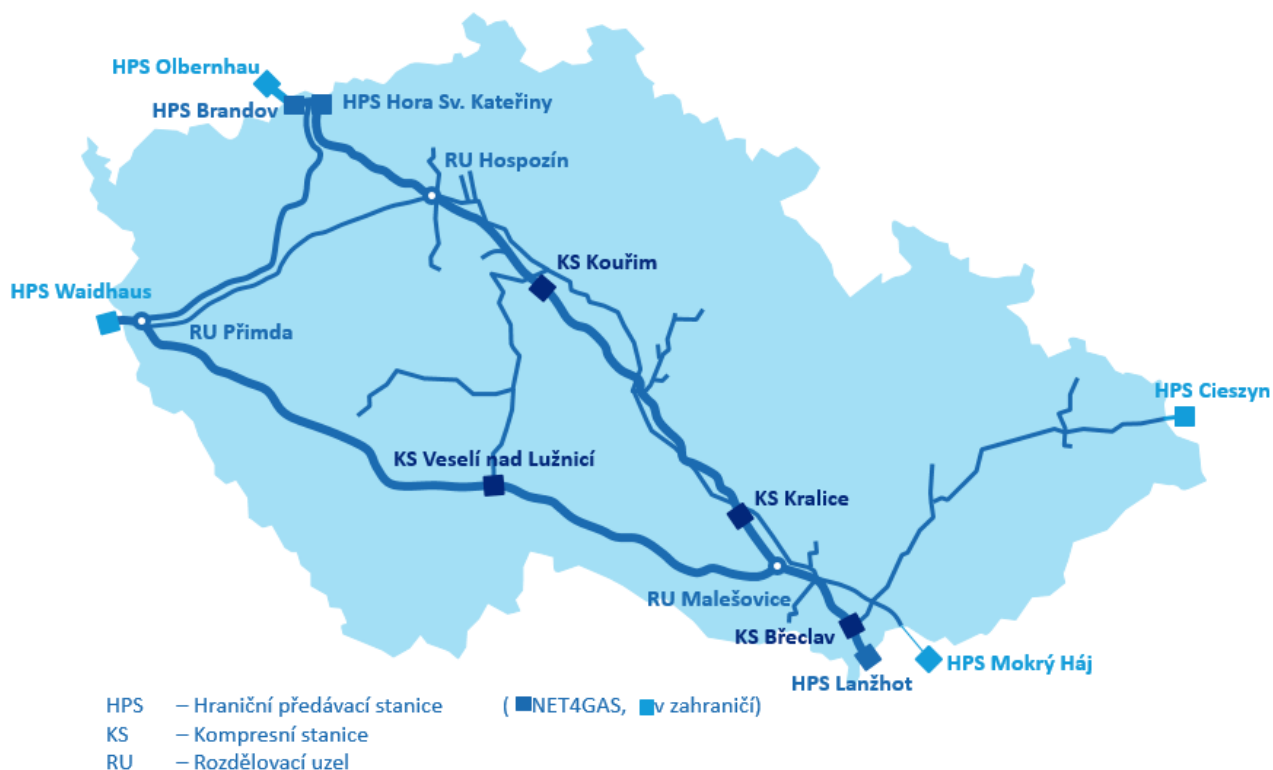 HPS Olbernhau
HPS Brandov
HPS Hora Sv. Kateřiny
RU Hospozín
KS Kouřim
HPS Waidhaus
RU Přimda
HPS Cieszyn
KS Veselí nad Lužnicí
KS Kralice
RU Malešovice
KS Břeclav
HPS Mokrý Háj
HPS Lanžhot
HPS – Hraniční předávací stanice ( NET4GAS, v zahraničí)
KS – Kompresní stanice
RU – Rozdělovací uzel